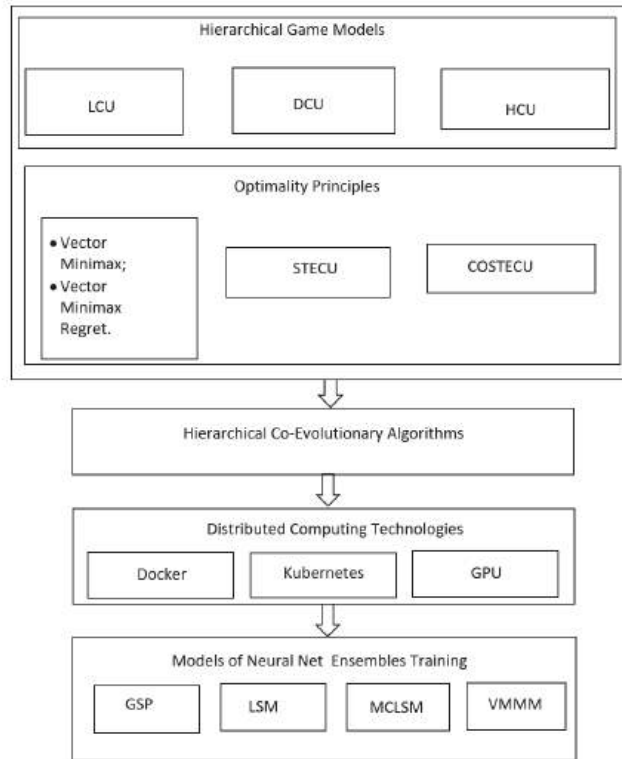 Hierarchical Game Models
LCU
DCU
HCU
Optimality Principles
• Vector
Minimax;
• Vector
Minimax
Regret.
STECU
COSTECU
Hierarchical Co-Evolutionary Algorithms
Distributed Computing Technologies
Docker
Kubernetes
GPU
Models of Neural Net Ensembles Training
GSP
LSM
MCLSM
VMMM